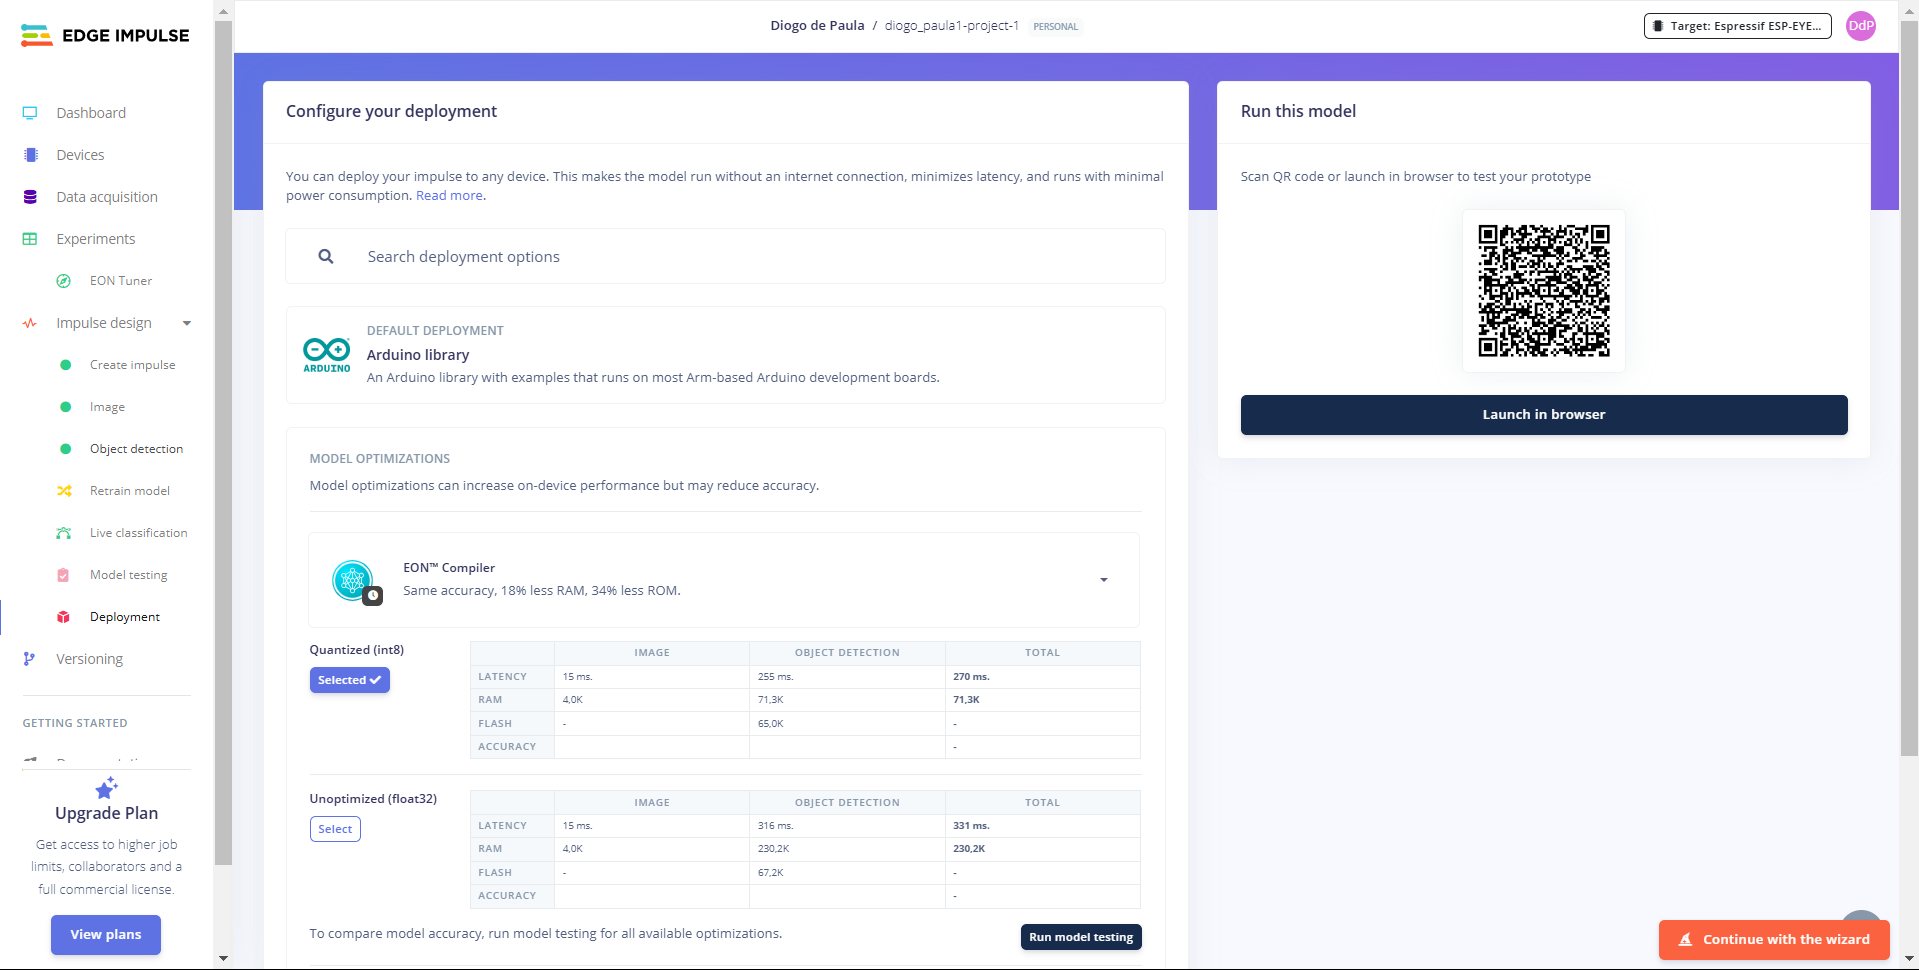 EDGE IMPULSE
Diogo de Paula / diogo_paula1-project-1 PERSONAL
Target: Espressif ESP-EYE...
DdP
Dashboard
Devices
Data acquisition
Experiments
EON Tuner
Impulse design
Create impulse
Image
Object detection
Retrain model
Live classification
Model testing
Deployment
Versioning
GETTING STARTED
Upgrade Plan
Get access to higher job
limits, collaborators and a
full commercial license.
View plans
Configure your deployment
You can deploy your impulse to any device. This makes the model run without an internet connection, minimizes latency, and runs with minimal
power consumption. Read more.
Search deployment options
ARDUINO
DEFAULT DEPLOYMENT
Arduino library
An Arduino library with examples that runs on most Arm-based Arduino development boards.
MODEL OPTIMIZATIONS
Model optimizations can increase on-device performance but may reduce accuracy.
EON™ Compiler
Same accuracy, 18% less RAM, 34% less ROM.
Quantized (int8)
Selected
IMAGE OBJECT DETECTION TOTAL
LATENCY 15 ms. 255 ms. 270 ms.
RAM 4,0K 71,3K 71,3K
FLASH - 65,0K -
ACCURACY -
Unoptimized (float32)
Select
IMAGE OBJECT DETECTION TOTAL
LATENCY 15 ms. 316 ms. 331 ms.
RAM 4,0K 230,2K 230,2K
FLASH - 67,2K -
ACCURACY -
To compare model accuracy, run model testing for all available optimizations.
Run model testing
Run this model
Scan QR code or launch in browser to test your prototype
Launch in browser
Continue with the wizard